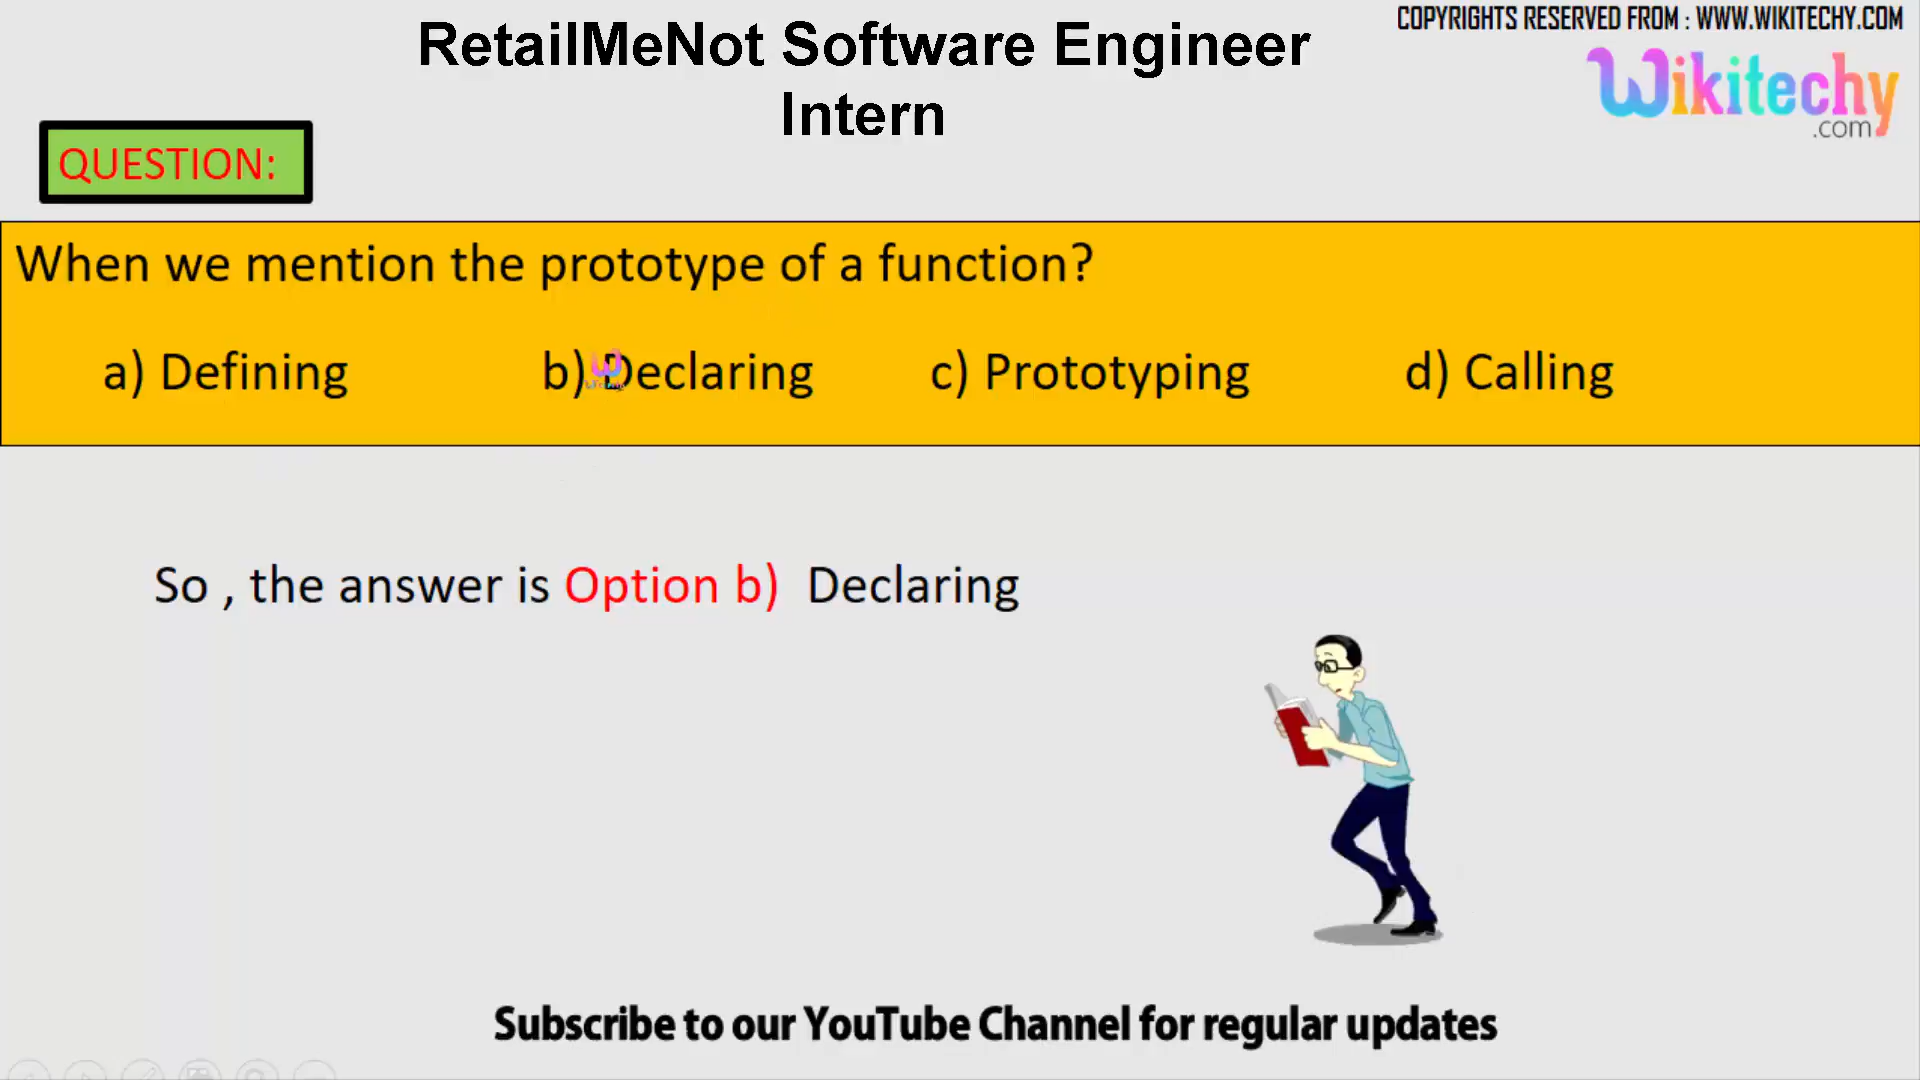 COPYRIGHTS RESERVED FROM : WWW.WIKITECHY.COM
RetailMeNot Software Engineer
Intern
Wikitechy
.com
QUESTION:
When we mention the prototype of a function?
a) Defining b) Declaring c) Prototyping d) Calling
So , the answer is Option b) Declaring
Subscribe to our YouTube Channel for regular updates